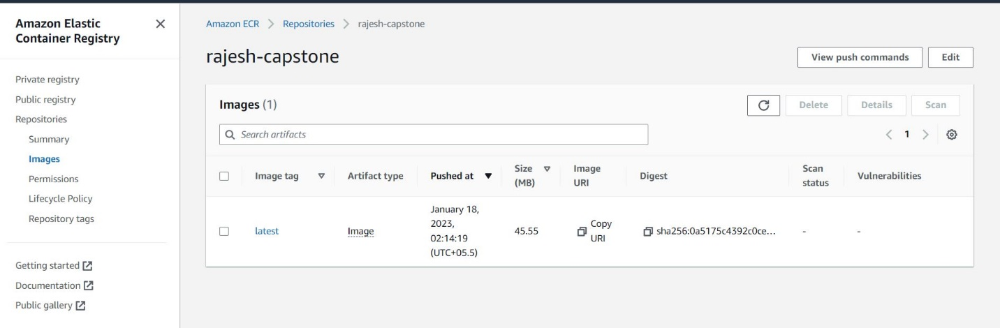 Amazon Elastic
Container Registry
Private registry
Public registry
Repositories
Summary
Images
Permissions
Lifecycle Policy
Repository tags
Getting started
Documentation
Public gallery
Amazon ECR Repositories rajesh-capstone
rajesh-capstone
View push commands Edit
Images (1)
Delete Details Scan
Search artifacts
1
Image tag Artifact type Pushed at Size (MB) Image URI Digest Scan status Vulnerabilities
latest Image January 18, 2023, 02:14:19 (UTC+05.5) 45.55 Copy URI sha256:0a5175c4392c0ce... - -